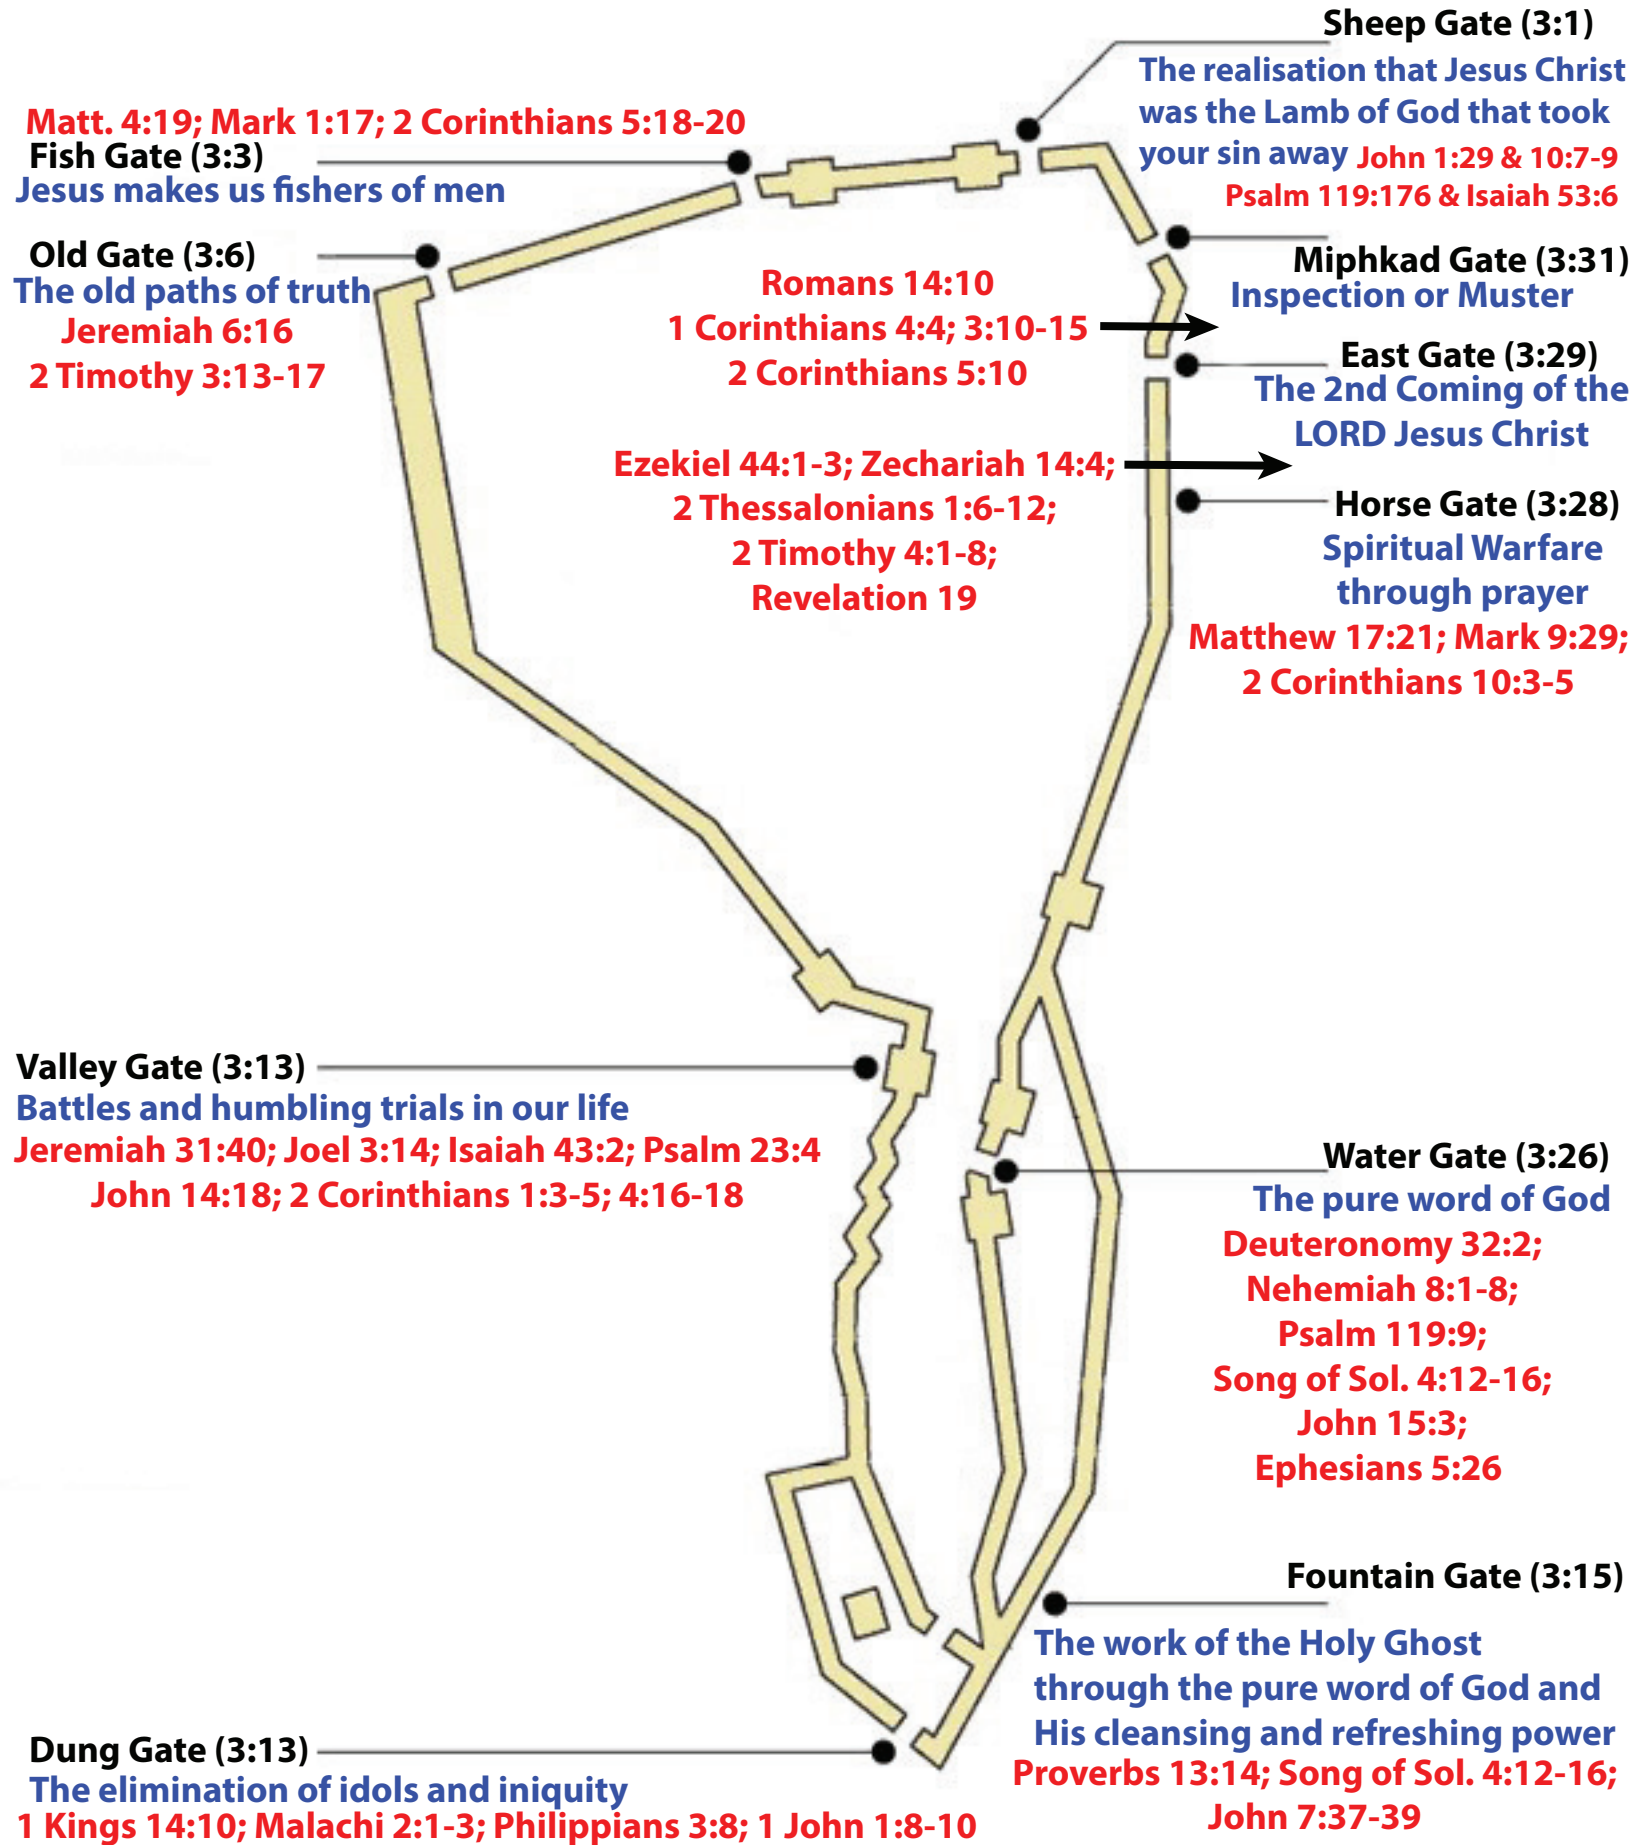 Sheep Gate (3:1)
The realisation that Jesus Christ
was the Lamb of God that took
your sin away John 1:29 & 10:7-9
Psalm 119:176 & Isaiah 53:6
Matt. 4:19; Mark 1:17; 2 Corinthians 5:18-20
Fish Gate (3:3)
Jesus makes us fishers of men
Old Gate (3:6)
The old paths of truth
Jeremiah 6:16
2 Timothy 3:13-17
Miphkad Gate (3:31)
Inspection or Muster
Romans 14:10
1 Corinthians 4:4; 3:10-15
2 Corinthians 5:10
East Gate (3:29)
The 2nd Coming of the
LORD Jesus Christ
Ezekiel 44:1-3; Zechariah 14:4;
2 Thessalonians 1:6-12;
2 Timothy 4:1-8;
Revelation 19
Horse Gate (3:28)
Spiritual Warfare
through prayer
Matthew 17:21; Mark 9:29;
2 Corinthians 10:3-5
Valley Gate (3:13)
Battles and humbling trials in our life
Jeremiah 31:40; Joel 3:14; Isaiah 43:2; Psalm 23:4
John 14:18; 2 Corinthians 1:3-5; 4:16-18
Water Gate (3:26)
The pure word of God
Deuteronomy 32:2;
Nehemiah 8:1-8;
Psalm 119:9;
Song of Sol. 4:12-16;
John 15:3;
Ephesians 5:26
Fountain Gate (3:15)
The work of the Holy Ghost
through the pure word of God and
His cleansing and refreshing power
Proverbs 13:14; Song of Sol. 4:12-16;
John 7:37-39
Dung Gate (3:13)
The elimination of idols and iniquity
1 Kings 14:10; Malachi 2:1-3; Philippians 3:8; 1 John 1:8-10